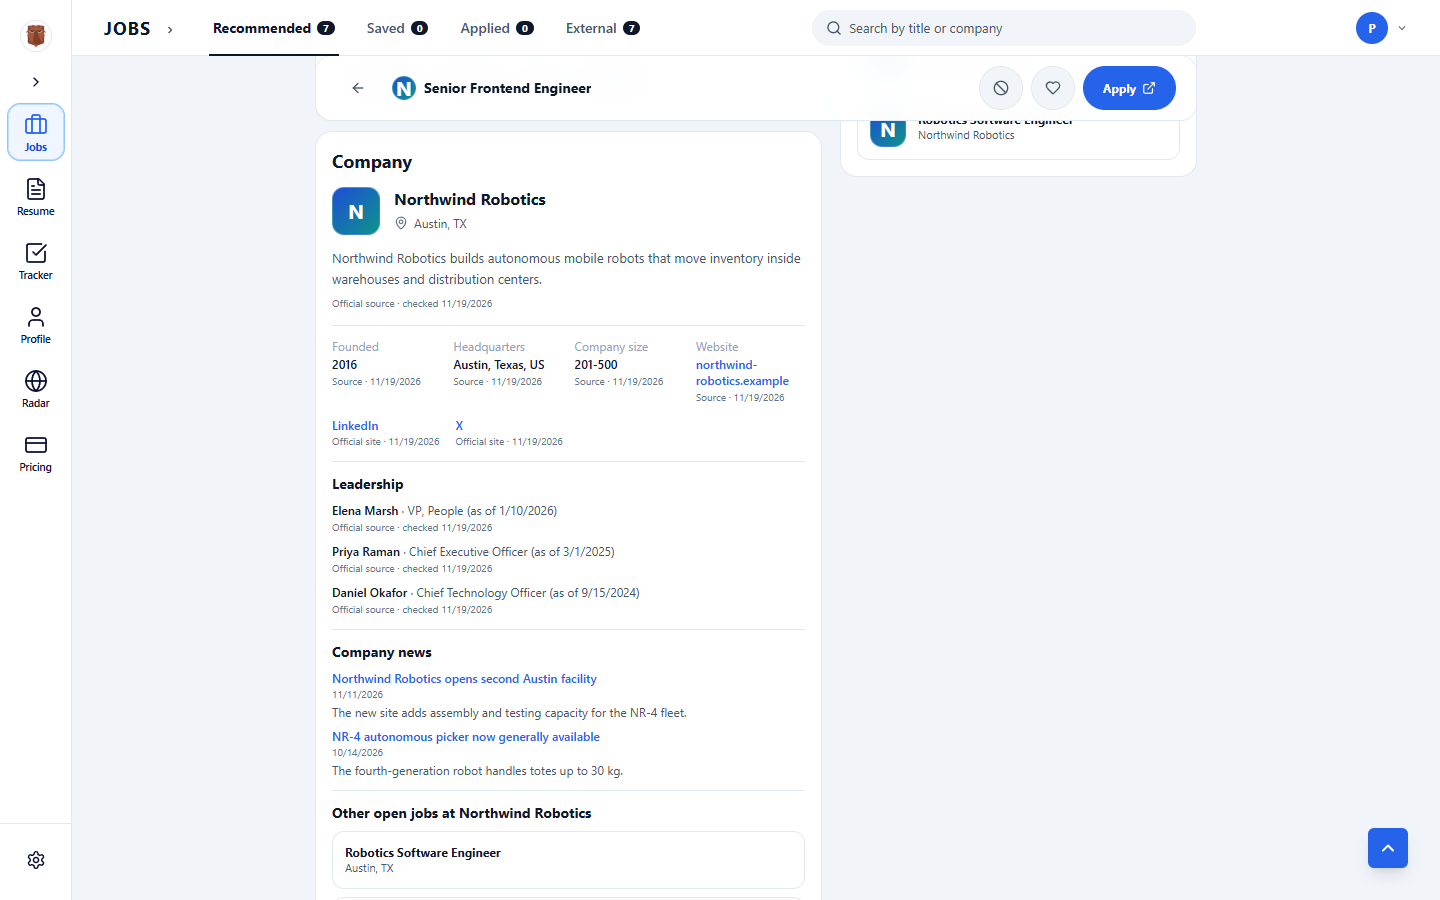 JOBS
Recommended 7
Saved 0
Applied 0
External 7
Search by title or company
P
Jobs
Resume
Tracker
Profile
Radar
Pricing
N
Senior Frontend Engineer
Apply
N
Robotics Software Engineer
Northwind Robotics
Company
N
Northwind Robotics
Austin, TX
Northwind Robotics builds autonomous mobile robots that move inventory inside
warehouses and distribution centers.
Official source · checked 11/19/2026
Founded
2016
Source · 11/19/2026
Headquarters
Austin, Texas, US
Source · 11/19/2026
Company size
201-500
Source · 11/19/2026
Website
northwind-
robotics.example
Source · 11/19/2026
LinkedIn
Official site · 11/19/2026
X
Official site · 11/19/2026
Leadership
Elena Marsh · VP, People (as of 1/10/2026)
Official source · checked 11/19/2026
Priya Raman · Chief Executive Officer (as of 3/1/2025)
Official source · checked 11/19/2026
Daniel Okafor · Chief Technology Officer (as of 9/15/2024)
Official source · checked 11/19/2026
Company news
Northwind Robotics opens second Austin facility
11/11/2026
The new site adds assembly and testing capacity for the NR-4 fleet.
NR-4 autonomous picker now generally available
10/14/2026
The fourth-generation robot handles totes up to 30 kg.
Other open jobs at Northwind Robotics
Robotics Software Engineer
Austin, TX